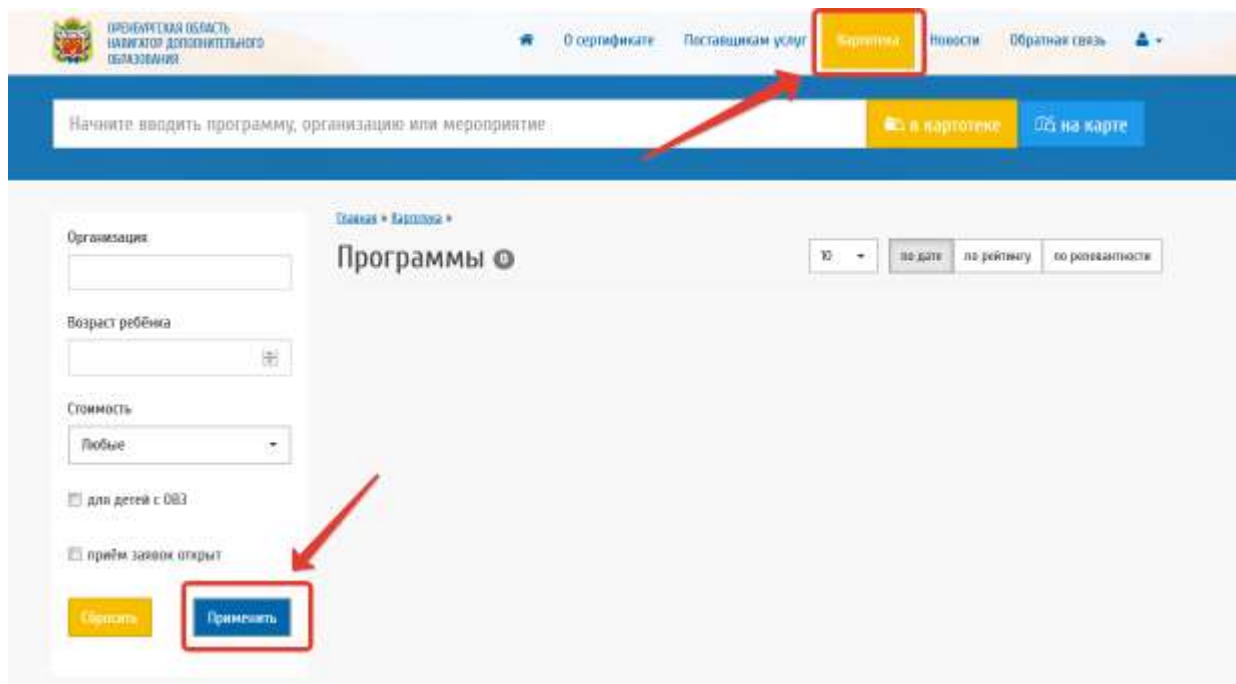 ОРЕНБУРГСКАЯ ОБЛАСТЬ
НАВИГАТОР ДОПОЛНИТЕЛЬНОГО
ОБРАЗОВАНИЯ
О сертификате
Поставщикам услуг
Картотека
Новости
Обратная связь
Начните вводить программу, организацию или мероприятие
в картотеке
на карте
Главная » Картотека »
Программы 0
10
по дате
по рейтингу
по релевантности
Организация
Возраст ребёнка
Стоимость
Любые
для детей с ОВЗ
приём заявок открыт
Сбросить
Применить